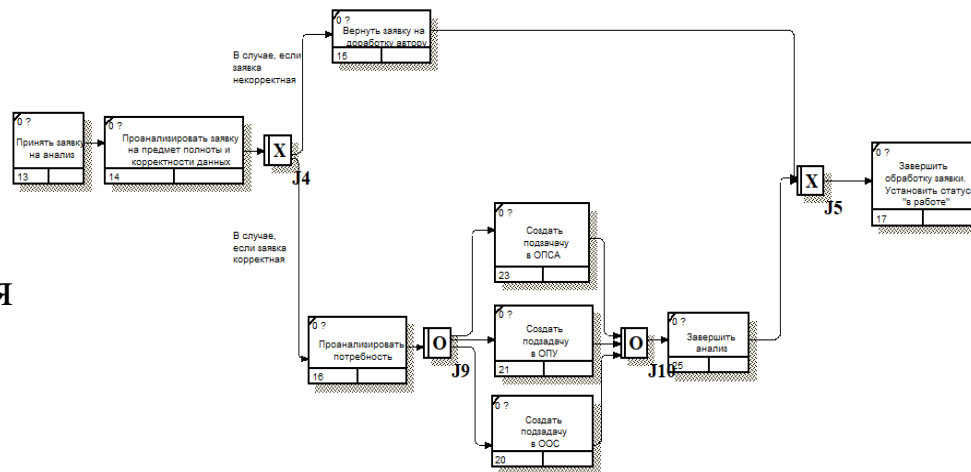 0 ?
Вернуть заявку на
доработку автору
15
В случае, если
заявка
некорректная
0 ?
Принять заявку
на анализ
13
0 ?
Проанализировать заявку
на предмет полноты и
корректности данных
14
X
J4
X
J5
0 ?
Завершить
обработку заявки.
Установить статус
"в работе"
17
В случае,
если заявка
корректная
0 ?
Создать
подзачачу
в ОПСА
23
Я
0 ?
Проанализировать
потребность
16
O
J9
0 ?
Создать
подзадачу
в ОПУ
21
O
J10
0 ?
Завершить
анализ
25
0 ?
Создать
подзадачу
в ООС
20